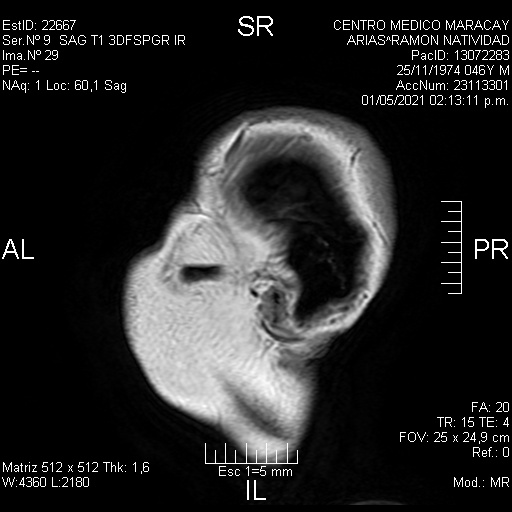 EstID: 22667
Ser.Nº 9 SAG T1 3DFSPGR IR
Ima.Nº 29
PE= --
NAq: 1 Loc: 60,1 Sag
SR
CENTRO MEDICO MARACAY
ARIAS^RAMON NATIVIDAD
PacID: 13072283
25/11/1974 046Y M
AccNum: 23113301
01/05/2021 02:13:11 p.m.
AL
PR
FA: 20
TR: 15 TE: 4
FOV: 25 x 24,9 cm
Ref.: 0
Mod.: MR
Matriz 512 x 512 Thk: 1,6
W:4360 L:2180
Esc 1=5 mm
IL